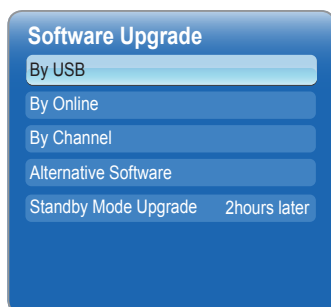 Software Upgrade
By USB
By Online
By Channel
Alternative Software
Standby Mode Upgrade 2hours later